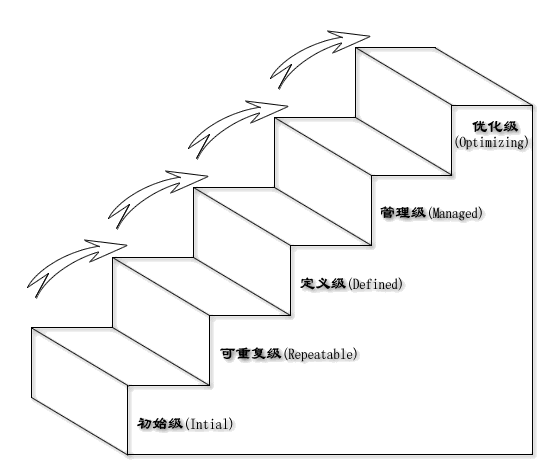 优化级
(Optimizing)
管理级(Managed)
定义级(Defined)
可重复级(Repeatable)
初始级(Intial)